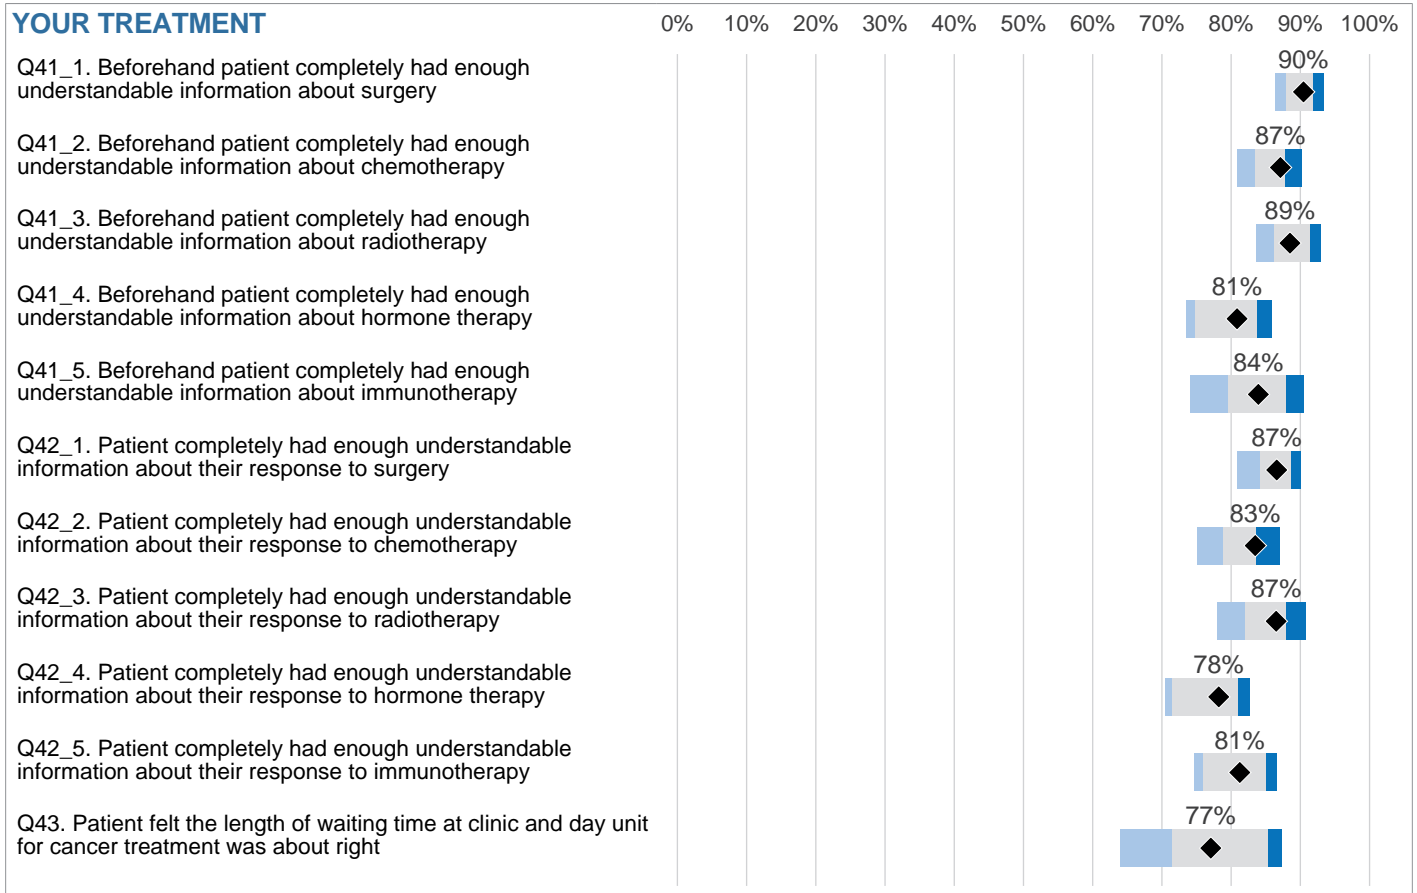 YOUR TREATMENT
0% 10% 20% 30% 40% 50% 60% 70% 80% 90% 100%
Q41_1. Beforehand patient completely had enough
understandable information about surgery
90%
Q41_2. Beforehand patient completely had enough
understandable information about chemotherapy
87%
Q41_3. Beforehand patient completely had enough
understandable information about radiotherapy
89%
Q41_4. Beforehand patient completely had enough
understandable information about hormone therapy
81%
Q41_5. Beforehand patient completely had enough
understandable information about immunotherapy
84%
Q42_1. Patient completely had enough understandable
information about their response to surgery
87%
Q42_2. Patient completely had enough understandable
information about their response to chemotherapy
83%
Q42_3. Patient completely had enough understandable
information about their response to radiotherapy
87%
Q42_4. Patient completely had enough understandable
information about their response to hormone therapy
78%
Q42_5. Patient completely had enough understandable
information about their response to immunotherapy
81%
Q43. Patient felt the length of waiting time at clinic and day unit
for cancer treatment was about right
77%